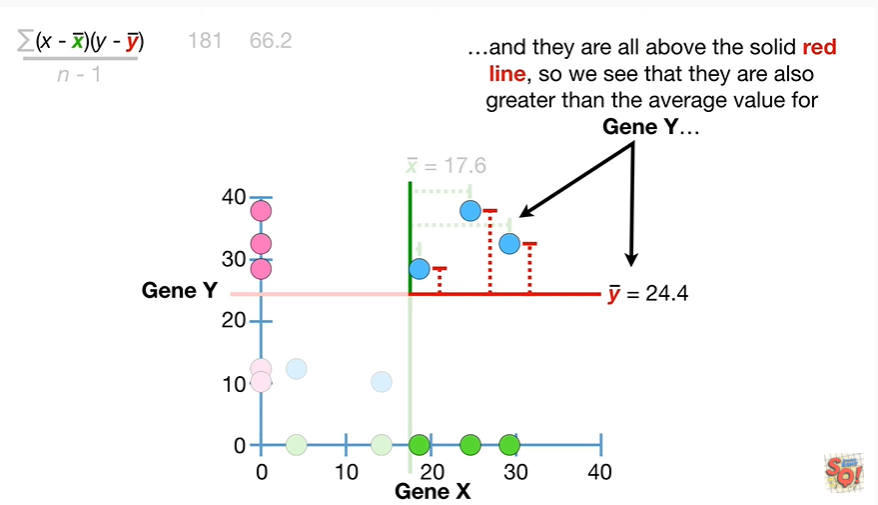 ∑(x - x̅)(y - y̅)
n - 1
181 66.2
…and they are all above the solid red
line, so we see that they are also
greater than the average value for
Gene Y…
x̅ = 17.6
40
30
Gene Y
y̅ = 24.4
20
10
0
0 10 20 30 40
Gene X
SQ!